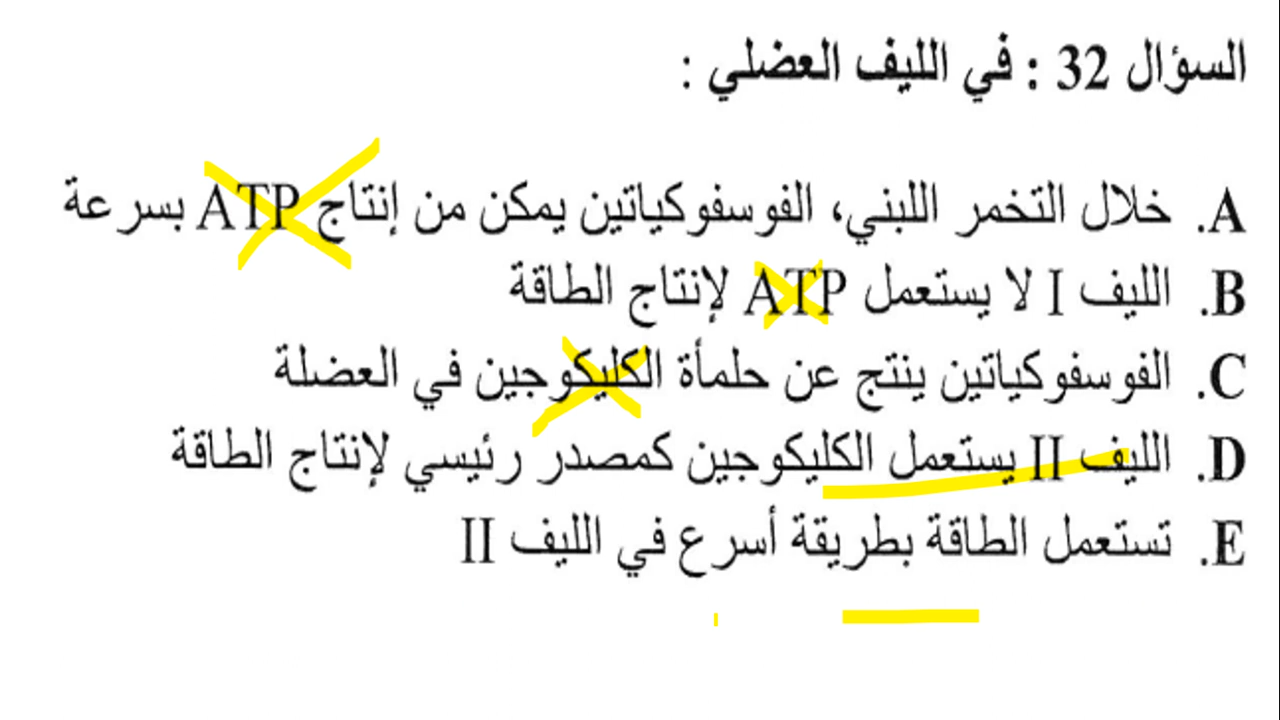 السؤال 32 : في الليف العضلي :
A. خلال التخمر اللبني، الفوسفوكياتين يمكن من إنتاج ATP بسرعة
B. الليف I لا يستعمل ATP لإنتاج الطاقة
C. الفوسفوكياتين ينتج عن حلمأة الكليكوجين في العضلة
D. الليف II يستعمل الكليكوجين كمصدر رئيسي لإنتاج الطاقة
E. تستعمل الطاقة بطريقة أسرع في الليف II